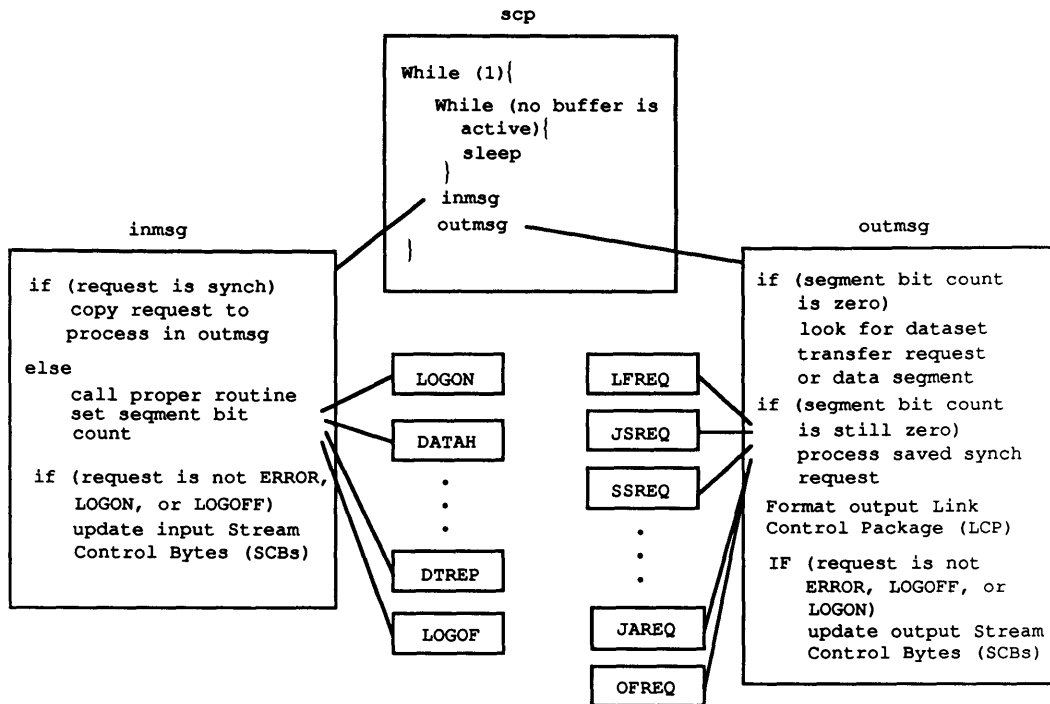 scp
While (1){
While (no buffer is
active){
sleep
}
inmsg
outmsg
}
inmsg
if (request is synch)
copy request to
process in outmsg
else
call proper routine
set segment bit
count
if (request is not ERROR,
LOGON, or LOGOFF)
update input Stream
Control Bytes (SCBs)
LOGON
DATAH
DTREP
LOGOF
LFREQ
JSREQ
SSREQ
JAREQ
OFREQ
outmsg
if (segment bit count
is zero)
look for dataset
transfer request
or data segment
if (segment bit count
is still zero)
process saved synch
request
Format output Link
Control Package (LCP)
IF (request is not
ERROR, LOGOFF, or
LOGON)
update output Stream
Control Bytes (SCBs)